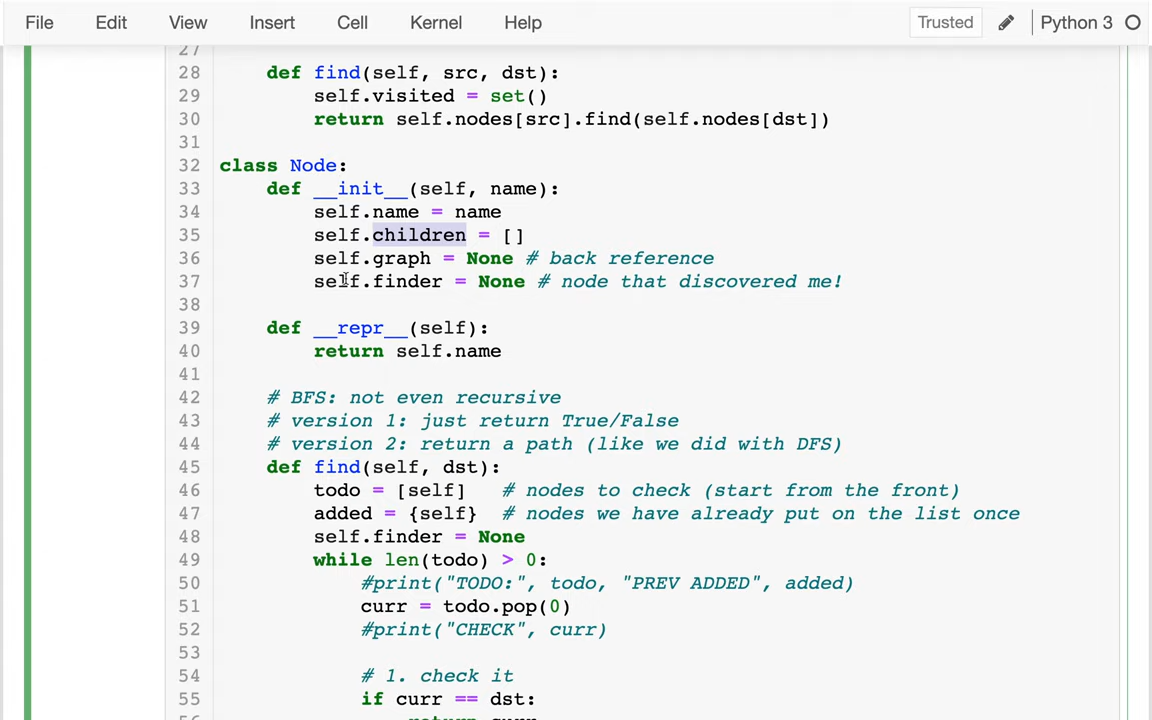 File Edit View Insert Cell Kernel Help Trusted Python 3
27
28     def find(self, src, dst):
29         self.visited = set()
30         return self.nodes[src].find(self.nodes[dst])
31
32 class Node:
33     def __init__(self, name):
34         self.name = name
35         self.children = []
36         self.graph = None # back reference
37         self.finder = None # node that discovered me!
38
39     def __repr__(self):
40         return self.name
41
42     # BFS: not even recursive
43     # version 1: just return True/False
44     # version 2: return a path (like we did with DFS)
45     def find(self, dst):
46         todo = [self]   # nodes to check (start from the front)
47         added = {self}  # nodes we have already put on the list once
48         self.finder = None
49         while len(todo) > 0:
50             #print("TODO:", todo, "PREV ADDED", added)
51             curr = todo.pop(0)
52             #print("CHECK", curr)
53
54             # 1. check it
55             if curr == dst:
56                 return curr